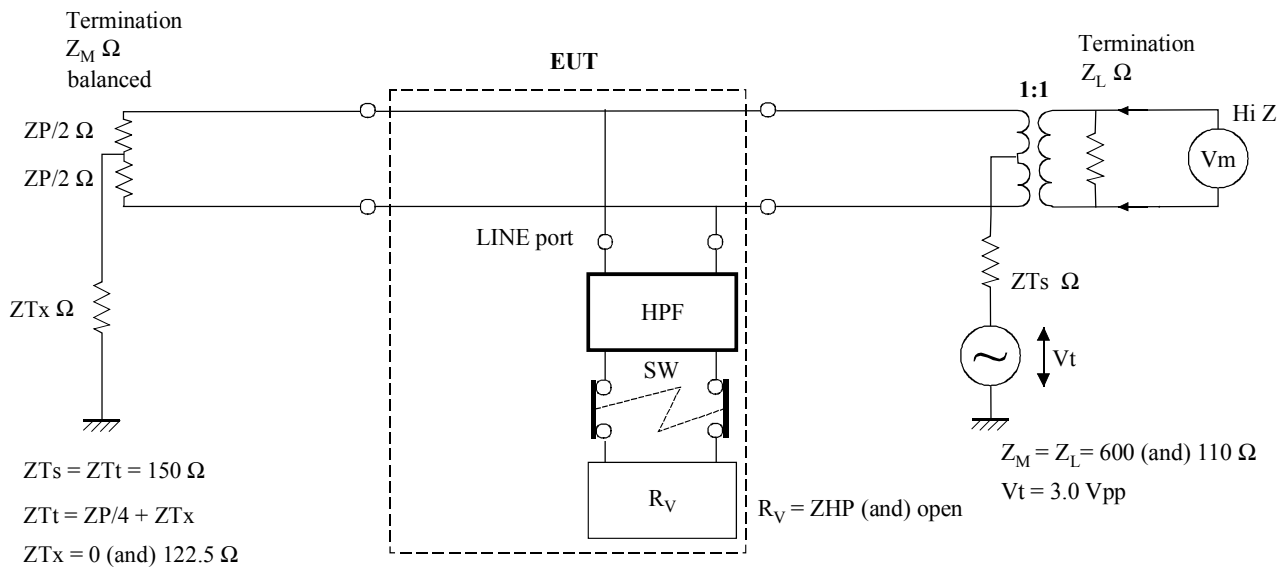 Termination
Z_M Ω
balanced
EUT
Termination
Z_L Ω
1:1
Hi Z
ZP/2 Ω
ZP/2 Ω
Vm
LINE port
ZTx Ω
ZTs Ω
HPF
SW
Vt
ZTs = ZTt = 150 Ω
ZTt = ZP/4 + ZTx
ZTx = 0 (and) 122.5 Ω
R_V
R_V = ZHP (and) open
Z_M = Z_L= 600 (and) 110 Ω
Vt = 3.0 Vpp